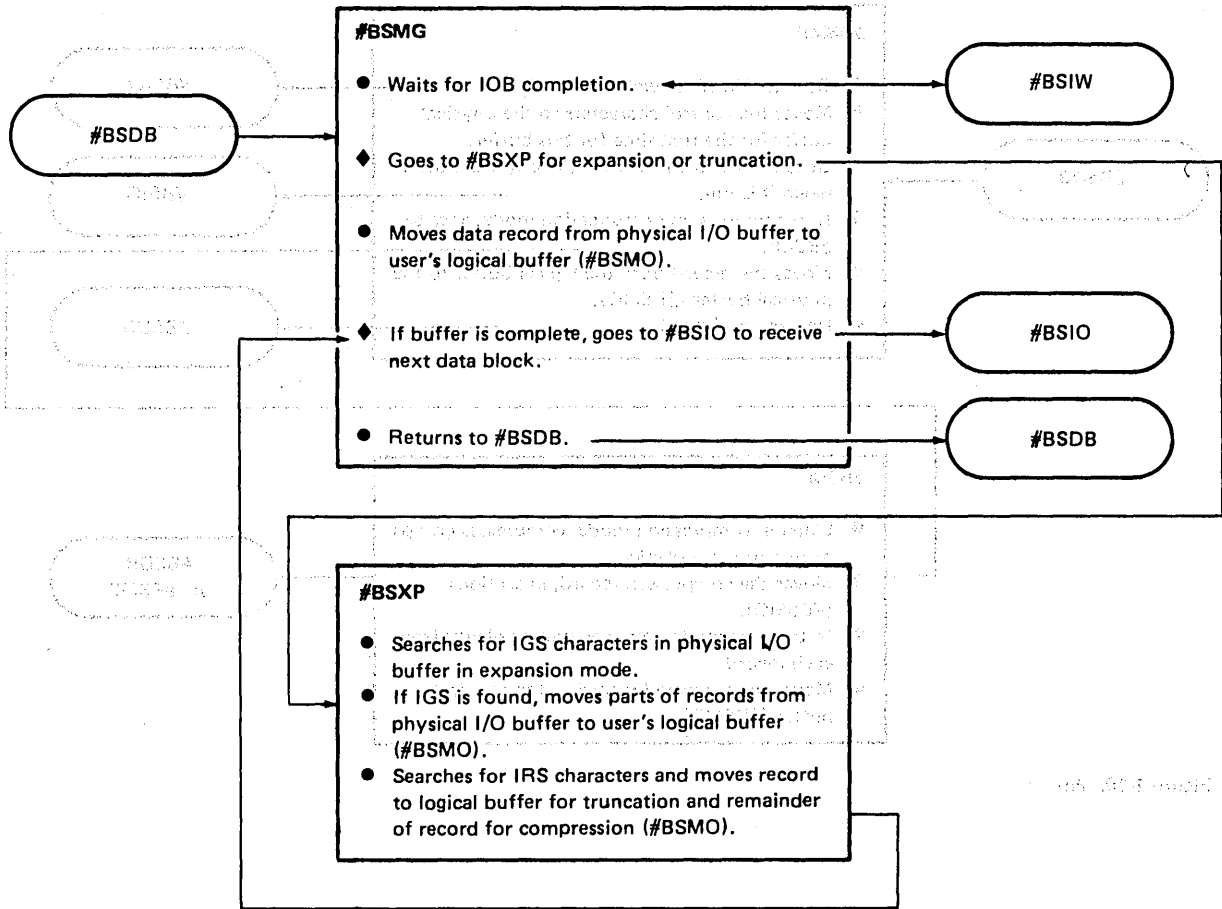 #BSMG
● Waits for IOB completion.
#BSIW
#BSDB
◆ Goes to #BSXP for expansion or truncation.
● Moves data record from physical I/O buffer to
user's logical buffer (#BSMO).
◆ If buffer is complete, goes to #BSIO to receive
next data block.
#BSIO
● Returns to #BSDB.
#BSDB
#BSXP
● Searches for IGS characters in physical I/O
buffer in expansion mode.
● If IGS is found, moves parts of records from
physical I/O buffer to user's logical buffer
(#BSMO).
● Searches for IRS characters and moves record
to logical buffer for truncation and remainder
of record for compression (#BSMO).